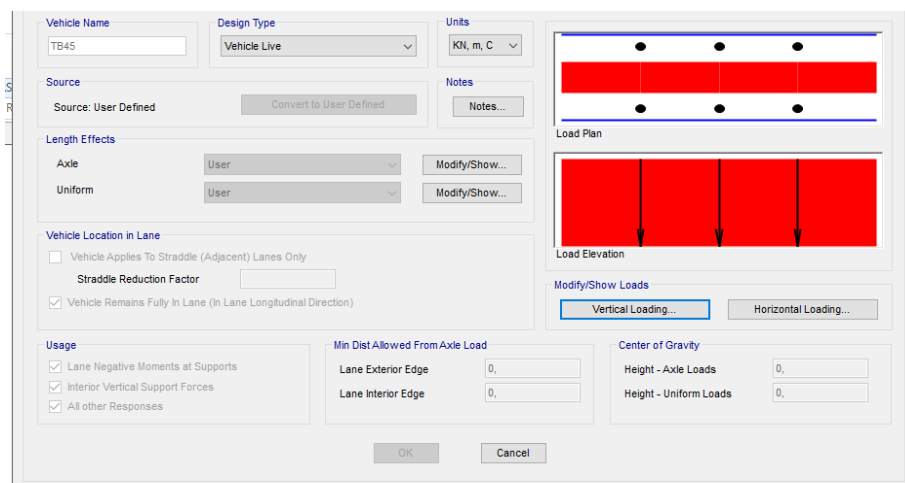 Vehicle Name
TB45
Design Type
Vehicle Live
Units
KN, m, C
Source
Source: User Defined
Convert to User Defined
Notes
Notes...
Load Plan
Length Effects
Axle
User
Modify/Show...
Uniform
User
Modify/Show...
Load Elevation
Vehicle Location in Lane
Vehicle Applies To Straddle (Adjacent) Lanes Only
Straddle Reduction Factor
Vehicle Remains Fully In Lane (In Lane Longitudinal Direction)
Modify/Show Loads
Vertical Loading...
Horizontal Loading...
Usage
Lane Negative Moments at Supports
Interior Vertical Support Forces
All other Responses
Min Dist Allowed From Axle Load
Lane Exterior Edge
0,
Lane Interior Edge
0,
Center of Gravity
Height - Axle Loads
0,
Height - Uniform Loads
0,
OK
Cancel